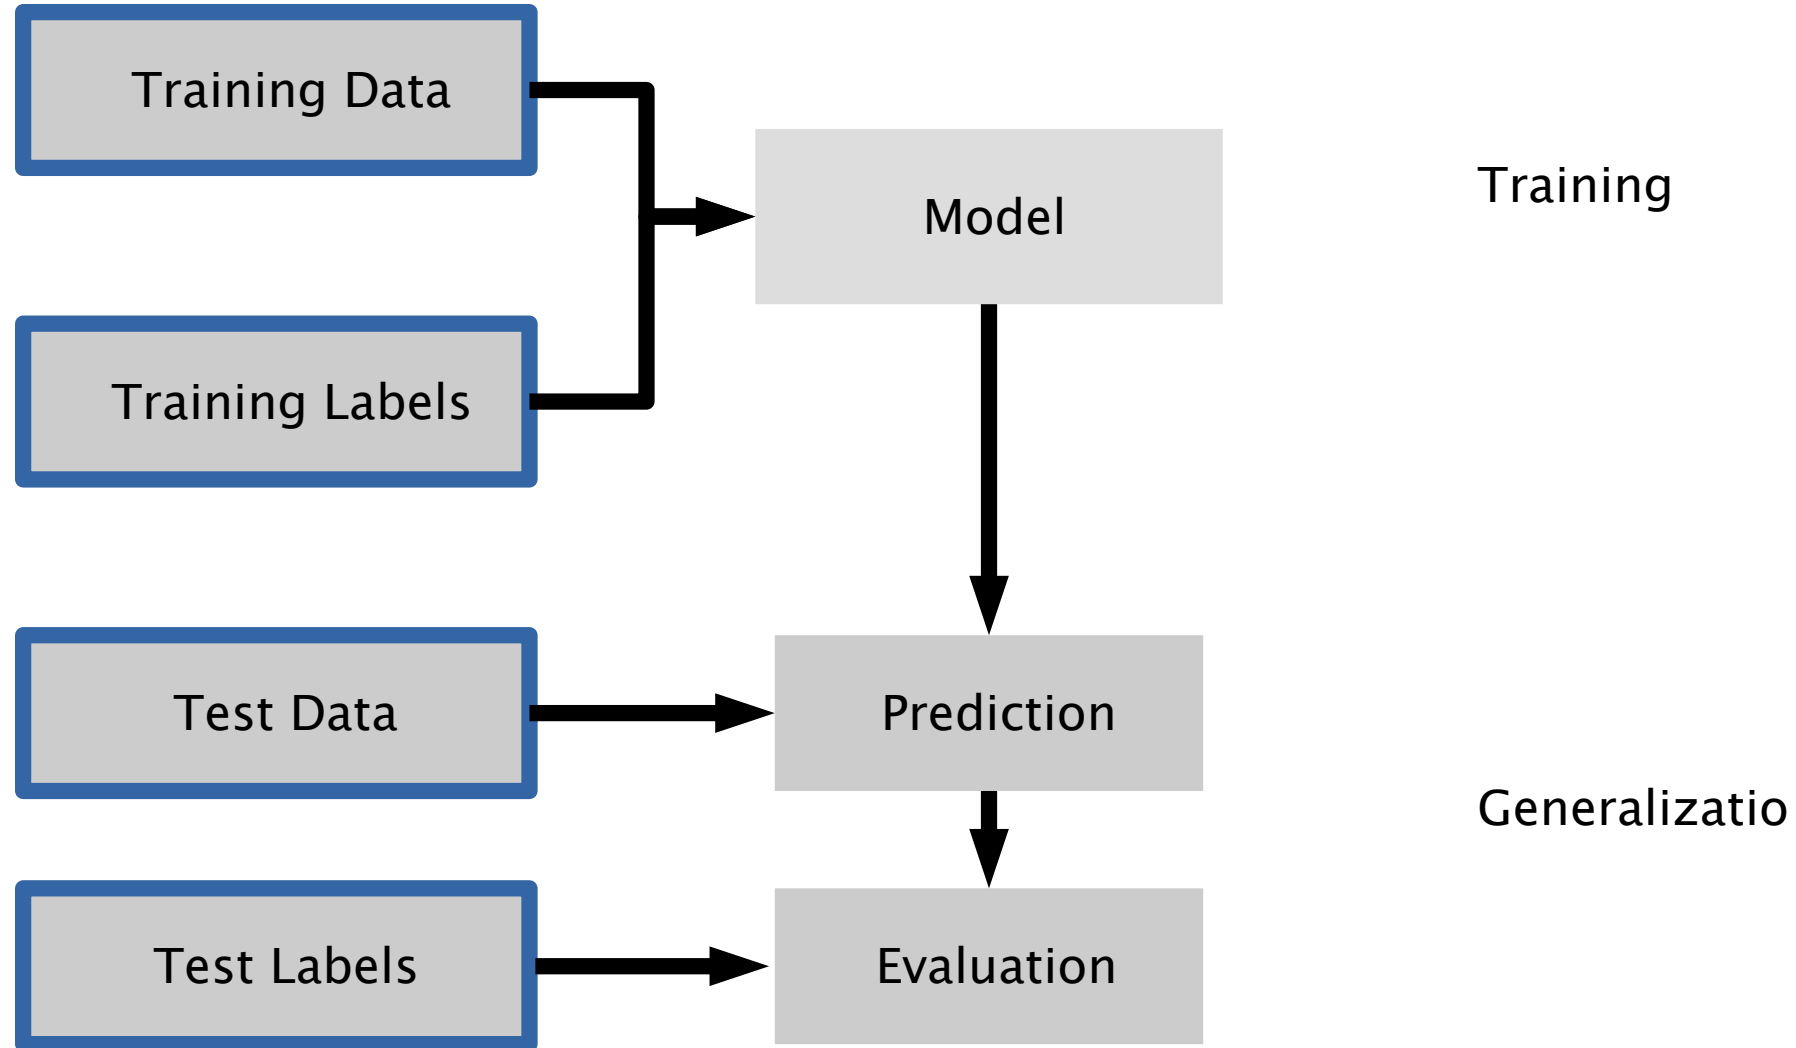 Training Data
Model
Training
Training Labels
Test Data
Prediction
Generalizatio
Test Labels
Evaluation